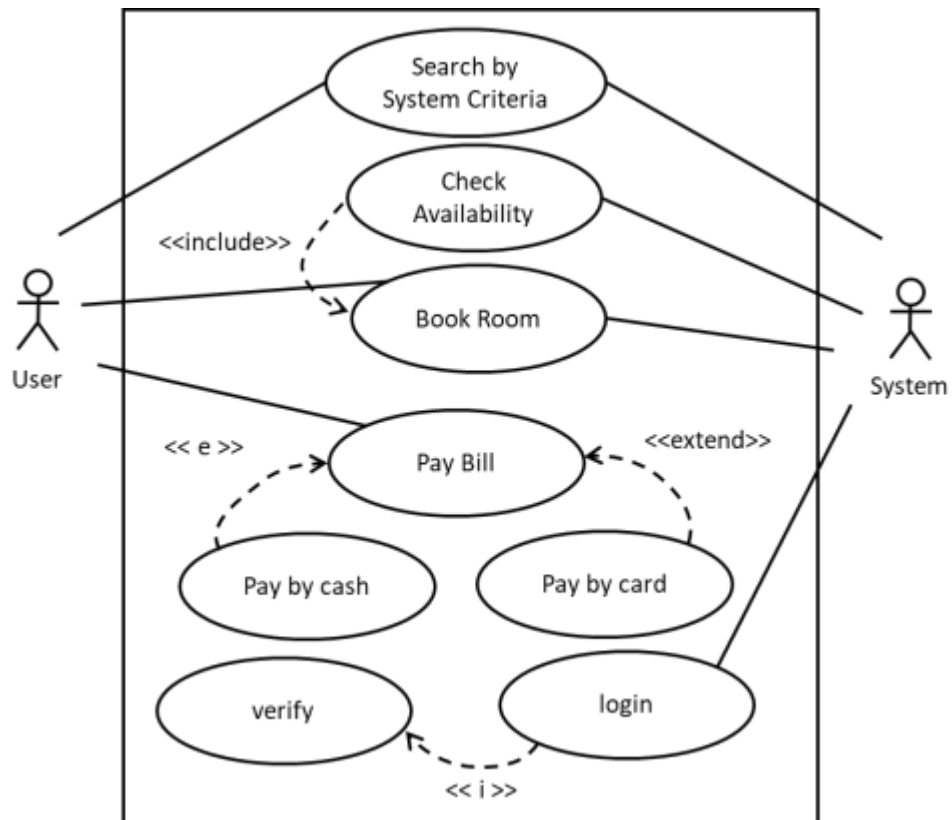 Search by
System Criteria
Check
Availability
<<include>>
Book Room
User
System
<< e >>
<<extend>>
Pay Bill
Pay by cash
Pay by card
verify
login
<< i >>